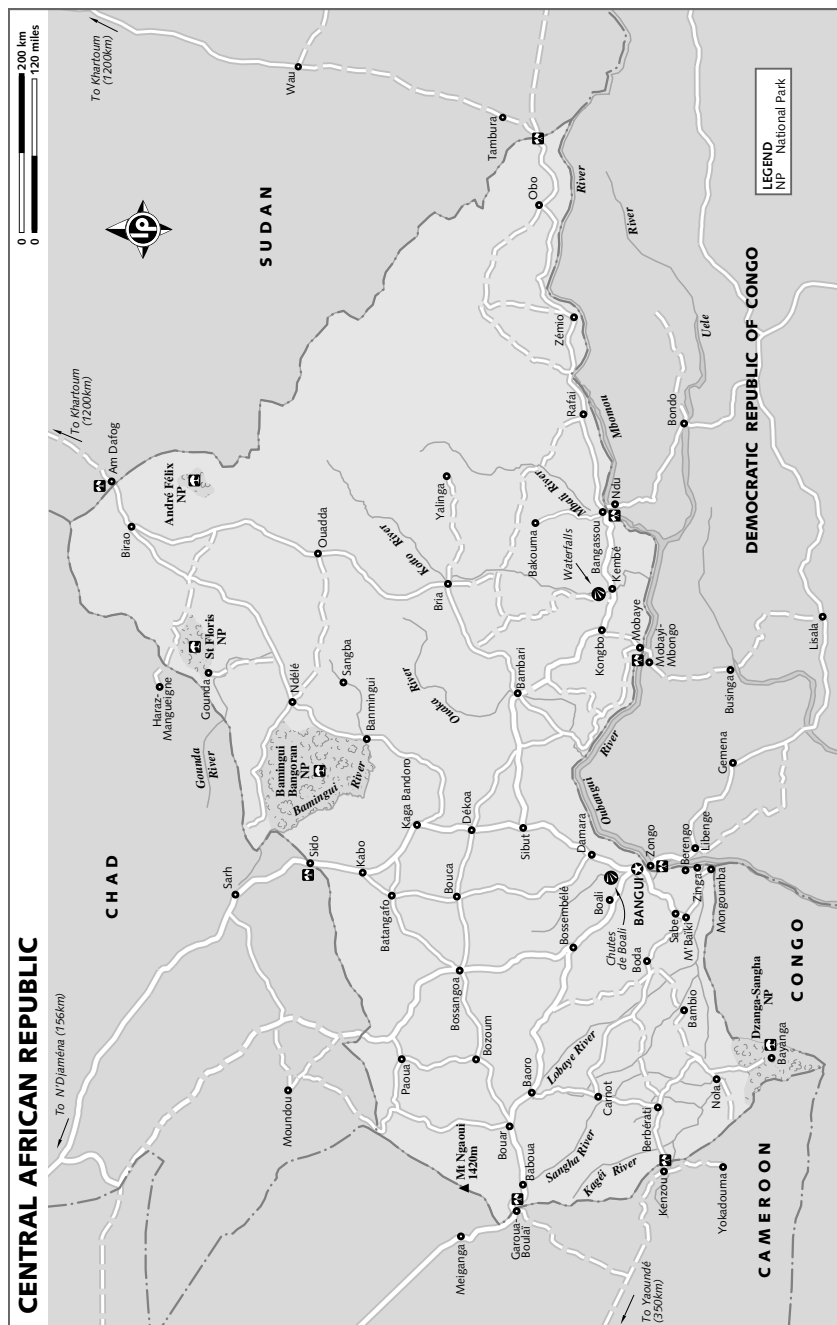 CENTRAL AFRICAN REPUBLIC
0
200 km
0
120 miles
To N'Djaména (156km)
To Khartoum
(1200km)
To Khartoum
(1200km)
CHAD
SUDAN
Am Dafog
Birao
André Félix
NP
Haraz-
Mangueigne
St Floris
NP
Gounda
Gounda
River
Wau
Tambura
Sarh
Moundou
Sido
Bamingui
Bangoran
NP
Bamingui
River
Ndélé
Ouadda
Sangba
Banmingui
Kabo
Kaga Bandoro
Batangafo
Paoua
Mt Ngaoui
1420m
Meiganga
Bossangoa
Bouca
Dékoa
Bozoum
Ouaka
River
Kotto River
Bria
Yalinga
Bouar
Baoro
Baboua
Garoua-
Boulaï
Sibut
Bambari
Bakouma
Mbali River
Obo
River
Zémio
Rafai
Mbomou
Bossembélé
Damara
Waterfalls
Bangassou
Ndu
Kembé
Kongbo
Lobaye River
Carnot
Sangha River
Kagéi River
Boali
Chutes
de Boali
BANGUI
Oubangui
River
Zongo
Mobaye
Mobayi-
Mbongo
River
Uele
Bondo
Berbérati
Kenzou
Boda
Sabe
M'Baïki
Bambio
Berengo
Libenge
Zinga
Mongoumba
Nola
Yokadouma
Gemena
Businga
Lisala
Dzanga-Sangha
NP
Bayanga
To Yaoundé
(350km)
CAMEROON
CONGO
DEMOCRATIC REPUBLIC OF CONGO
LEGEND
NP National Park
lp